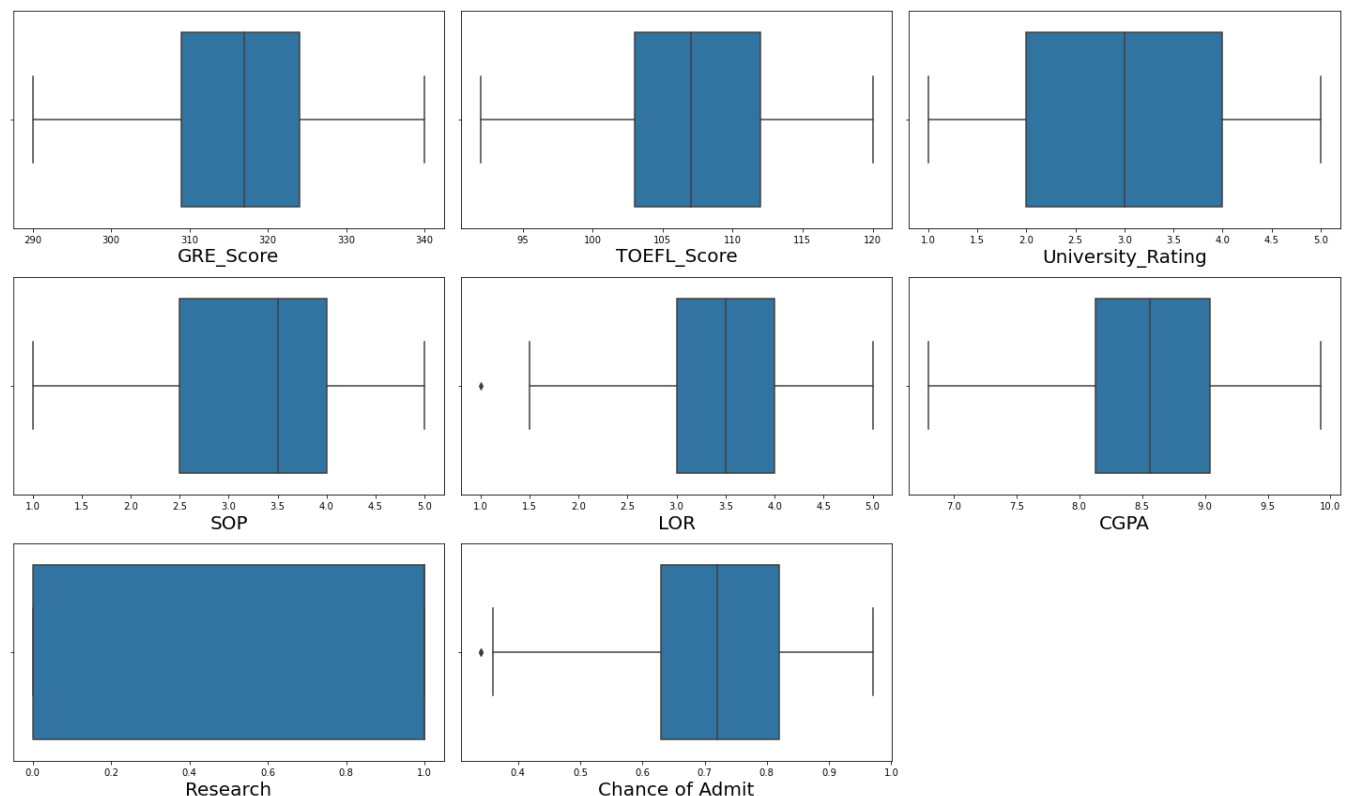 290 300 310 320 330 340
GRE_Score
95 100 105 110 115 120
TOEFL_Score
1.0 1.5 2.0 2.5 3.0 3.5 4.0 4.5 5.0
University_Rating
1.0 1.5 2.0 2.5 3.0 3.5 4.0 4.5 5.0
SOP
1.0 1.5 2.0 2.5 3.0 3.5 4.0 4.5 5.0
LOR
7.0 7.5 8.0 8.5 9.0 9.5 10.0
CGPA
0.0 0.2 0.4 0.6 0.8 1.0
Research
0.4 0.5 0.6 0.7 0.8 0.9 1.0
Chance of Admit